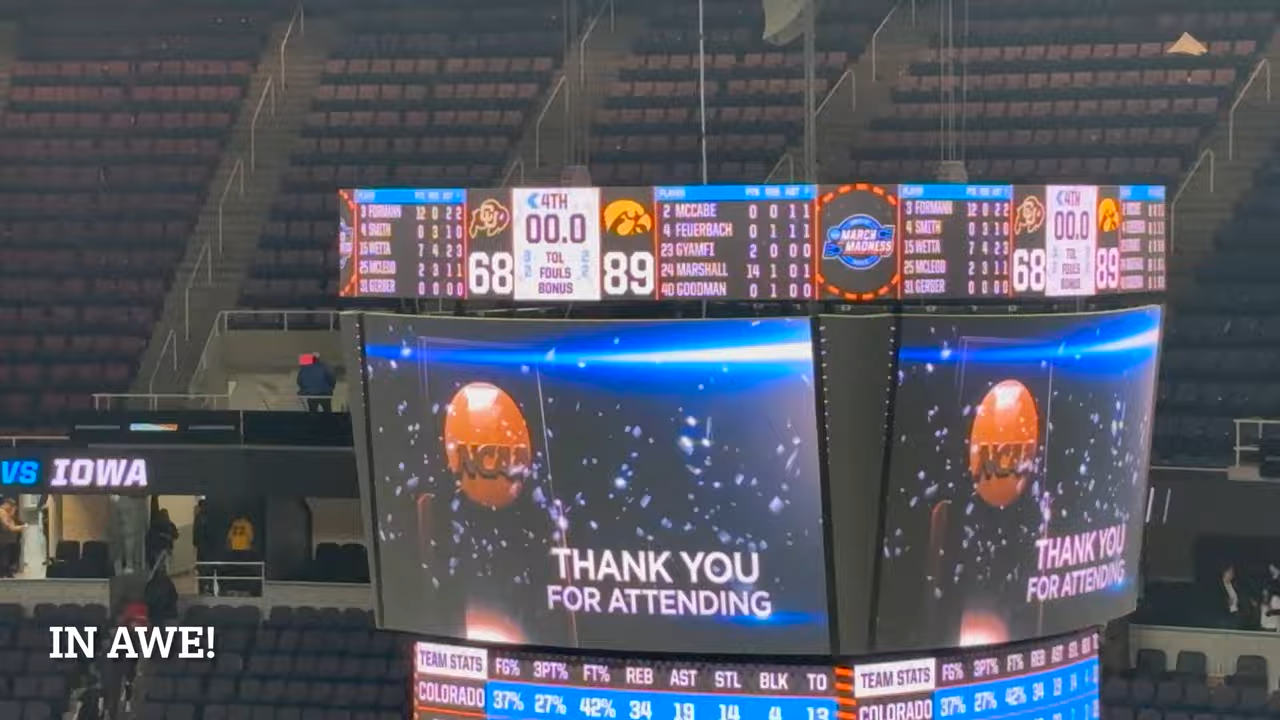 PLAYER PTS REB AST F
3 FORMANN 12 0 2 2
4 SMITH 0 3 1 0
15 WETTA 7 4 2 3
25 MCLEOD 2 3 1 1
31 GERBER 0 0 0 0
68
4TH
00.0
TOL
FOULS
BONUS
89
PLAYER PTS REB AST F
2 MCCABE 0 0 1 1
4 FEUERBACH 0 1 1 1
23 GYAMFI 2 0 0 0
24 MARSHALL 14 1 0 1
40 GOODMAN 0 1 0 0
MARCH
MADNESS
3 FORMANN 12 0 2 2
4 SMITH 0 3 1 0
15 WETTA 7 4 2 3
25 MCLEOD 2 3 1 1
31 GERBER 0 0 0 0
68
4TH
00.0
TOL
FOULS
BONUS
89
NCAA
THANK YOU
FOR ATTENDING
NCAA
THANK YOU
FOR ATTENDING
VS IOWA
IN AWE!
TEAM STATS FG% 3PT% FT% REB AST STL BLK TO
COLORADO 37% 27% 42% 34 19 14 4 13
TEAM STATS FG% 3PT% FT% REB AST STL BLK
COLORADO 37% 27% 42% 34 19 14 4